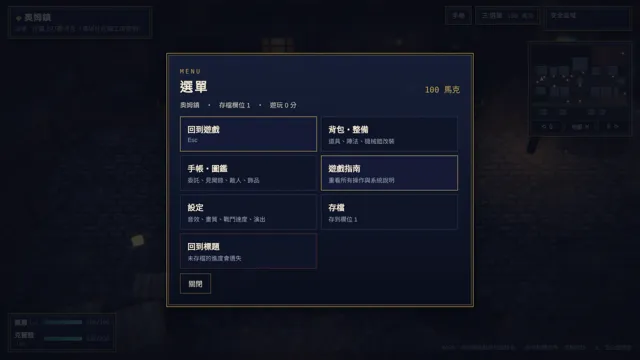 奧姆鎮
手帳
MENU
選單
100 馬克
奧姆鎮 ・ 存檔欄位 1 ・ 遊玩 0 分
回到遊戲
Esc
背包・整備
道具、陣法、機械鎧改裝
手帳・圖鑑
委託、見聞錄、敵人、飾品
遊戲指南
重看所有操作與系統說明
設定
音效、畫質、戰鬥速度、演出
存檔
存到欄位 1
回到標題
未存檔的進度會遺失
關閉